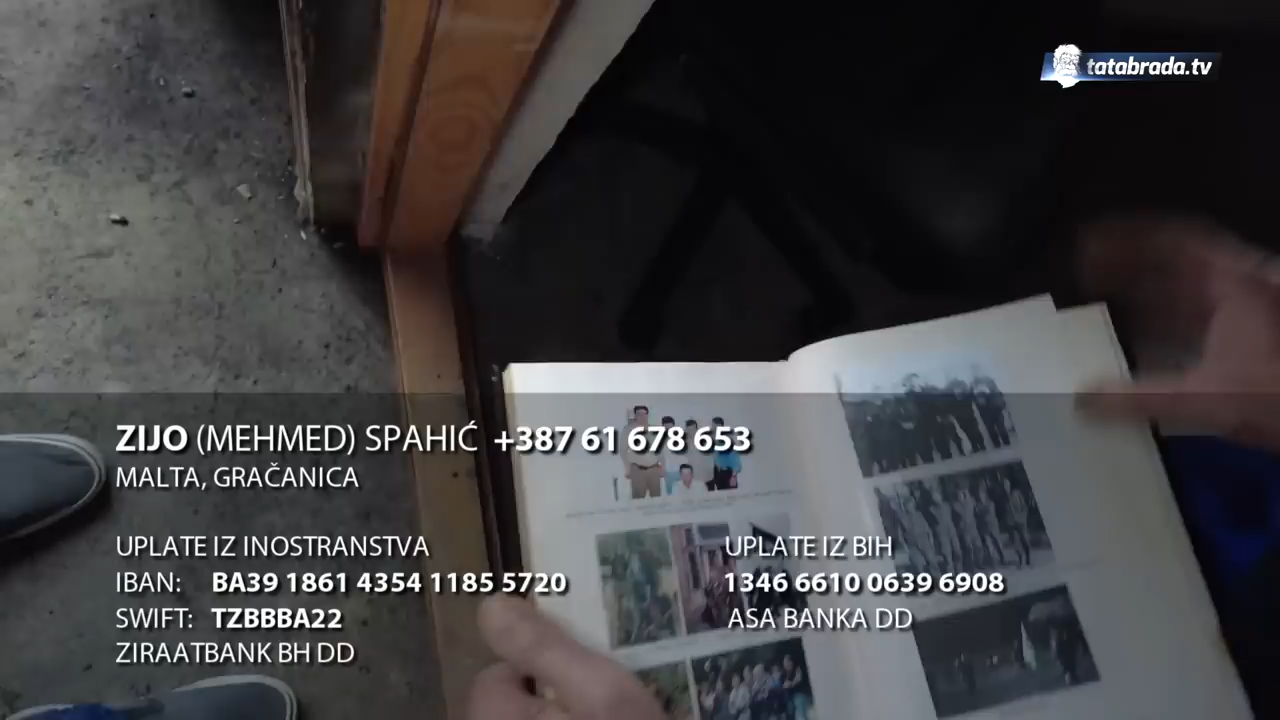 tatabrada.tv
ZIJO (MEHMED) SPAHIĆ +387 61 678 653
MALTA, GRAČANICA
UPLATE IZ INOSTRANSTVA
IBAN: BA39 1861 4354 1185 5720
SWIFT: TZBBBA22
ZIRAATBANK BH DD
UPLATE IZ BIH
1346 6610 0639 6908
ASA BANKA DD